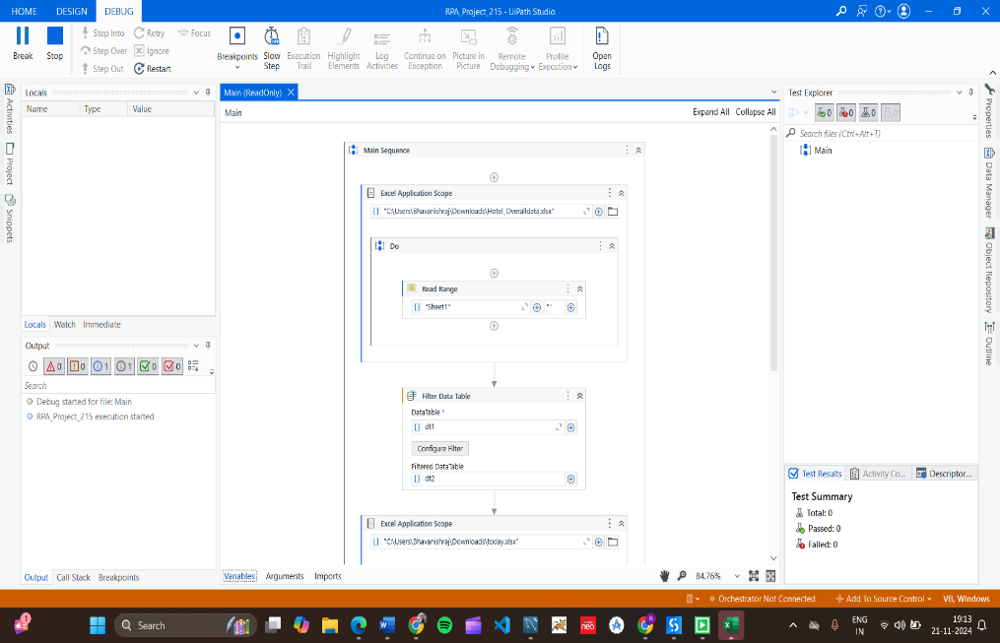 HOME DESIGN DEBUG
RPA_Project_215 - UiPath Studio
Break
Stop
Step Into
Step Over
Step Out
Retry
Ignore
Restart
Focus
Breakpoints
Slow
Step
Execution
Trail
Highlight
Elements
Log
Activities
Continue on
Exception
Picture in
Picture
Remote
Debugging
Profile
Execution
Open
Logs
Activities
Project
Snippets
Locals
Name Type Value
Locals Watch Immediate
Output
0 0 1 1 0 0
Search
Debug started for file: Main
RPA_Project_215 execution started
Output Call Stack Breakpoints
Main (ReadOnly)
Main
Expand All Collapse All
Main Sequence
Excel Application Scope
"C:\Users\Bhavanishraj\Downloads\Hotel_Overalldata.xlsx"
Do
Read Range
"Sheet1" ""
Filter Data Table
DataTable *
dt1
Configure Filter
Filtered DataTable
dt2
Excel Application Scope
"C:\Users\Bhavanishraj\Downloads\today.xlsx"
Variables Arguments Imports
84.76%
Test Explorer
0 0 0 0
Search files (Ctrl+Alt+T)
Main
Test Results Activity Co... Descriptor...
Test Summary
Total: 0
Passed: 0
Failed: 0
Properties
Data Manager
Object Repository
Outline
Orchestrator Not Connected
Add To Source Control
VB, Windows
Search
ENG
IN
19:13
21-11-2024